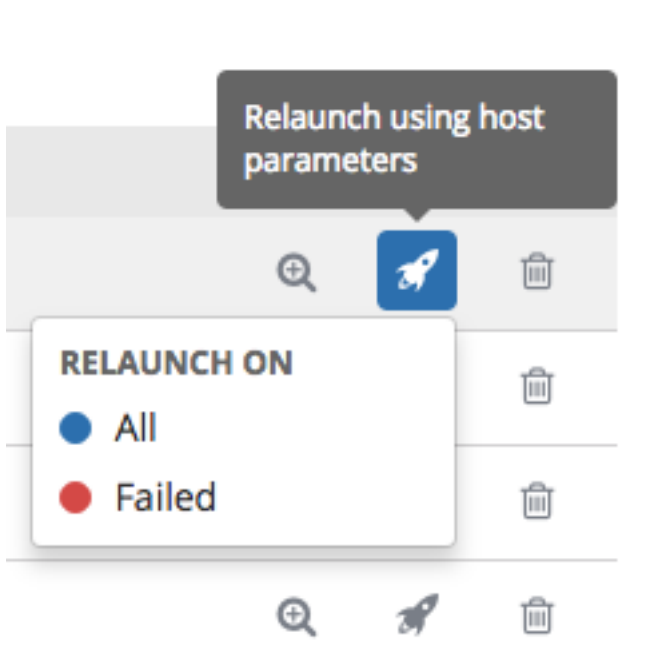 Relaunch using host
parameters
RELAUNCH ON
All
Failed